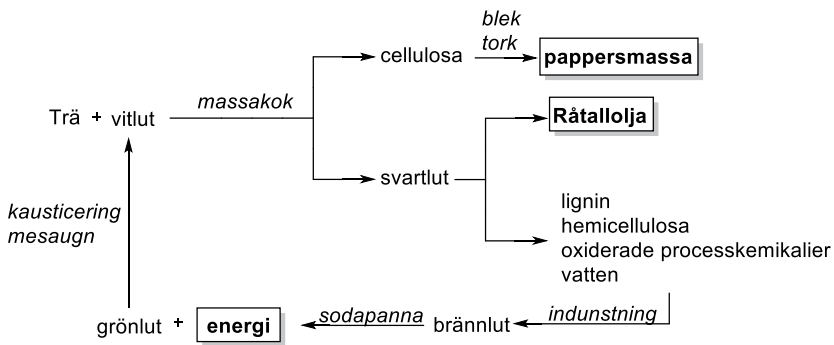 blek
tork
cellulosa
pappersmassa
massakok
Trä + vitlut
Råtallolja
svartlut
kausticering
mesaugn
lignin
hemicellulosa
oxiderade processkemikalier
vatten
grönlut + energi
sodapanna
brännlut
indunstning